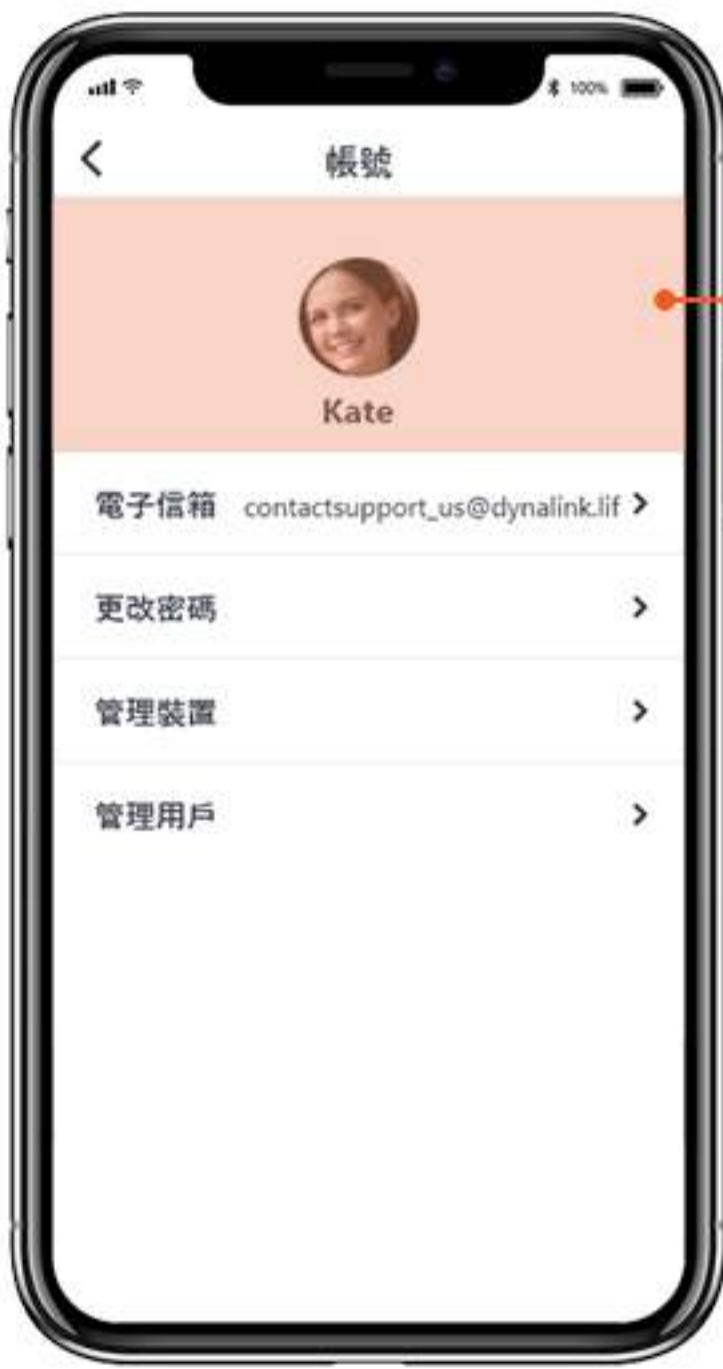 100%
帳號
Kate
電子信箱 contactsupport_us@dynalink.lif
更改密碼
管理裝置
管理用戶